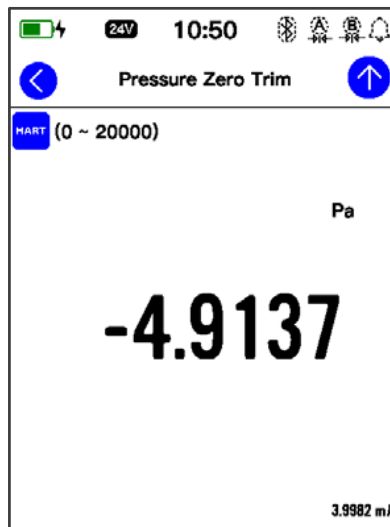 24V 10:50 A B
Pressure Zero Trim
HART (0 ~ 20000)
Pa
-4.9137
3.9982 m